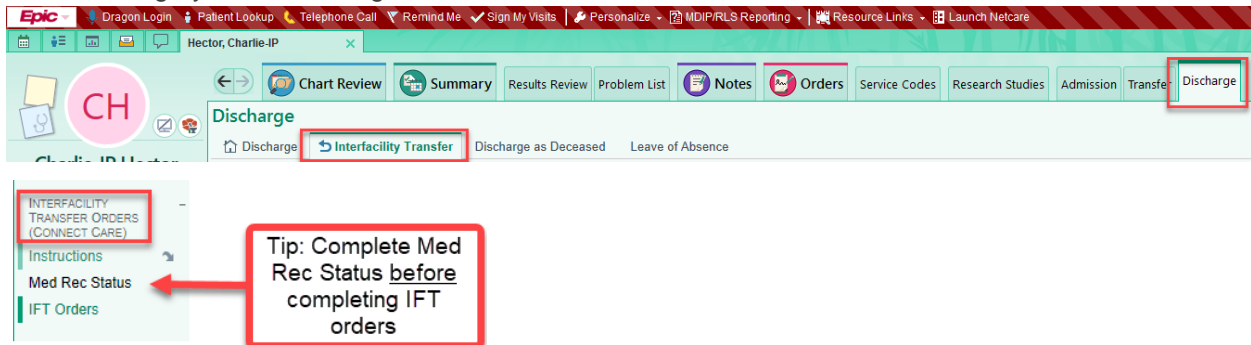 Epic Dragon Login Patient Lookup Telephone Call Remind Me Sign My Visits Personalize MDIP/RLS Reporting Resource Links Launch Netcare
Hector, Charlie-IP
CH
Chart Review Summary Results Review Problem List Notes Orders Service Codes Research Studies Admission Transfer Discharge
Discharge
Discharge Interfacility Transfer Discharge as Deceased Leave of Absence
Charlie-IP Hector
INTERFACILITY
TRANSFER ORDERS
(CONNECT CARE)
Instructions
Med Rec Status
IFT Orders
Tip: Complete Med
Rec Status before
completing IFT
orders